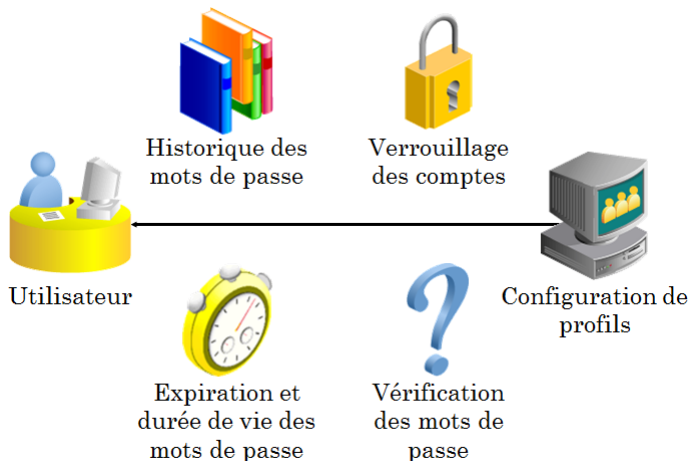 Historique des
mots de passe
Verrouillage
des comptes
Utilisateur
Configuration de
profils
Expiration et
durée de vie des
mots de passe
Vérification
des mots de
passe